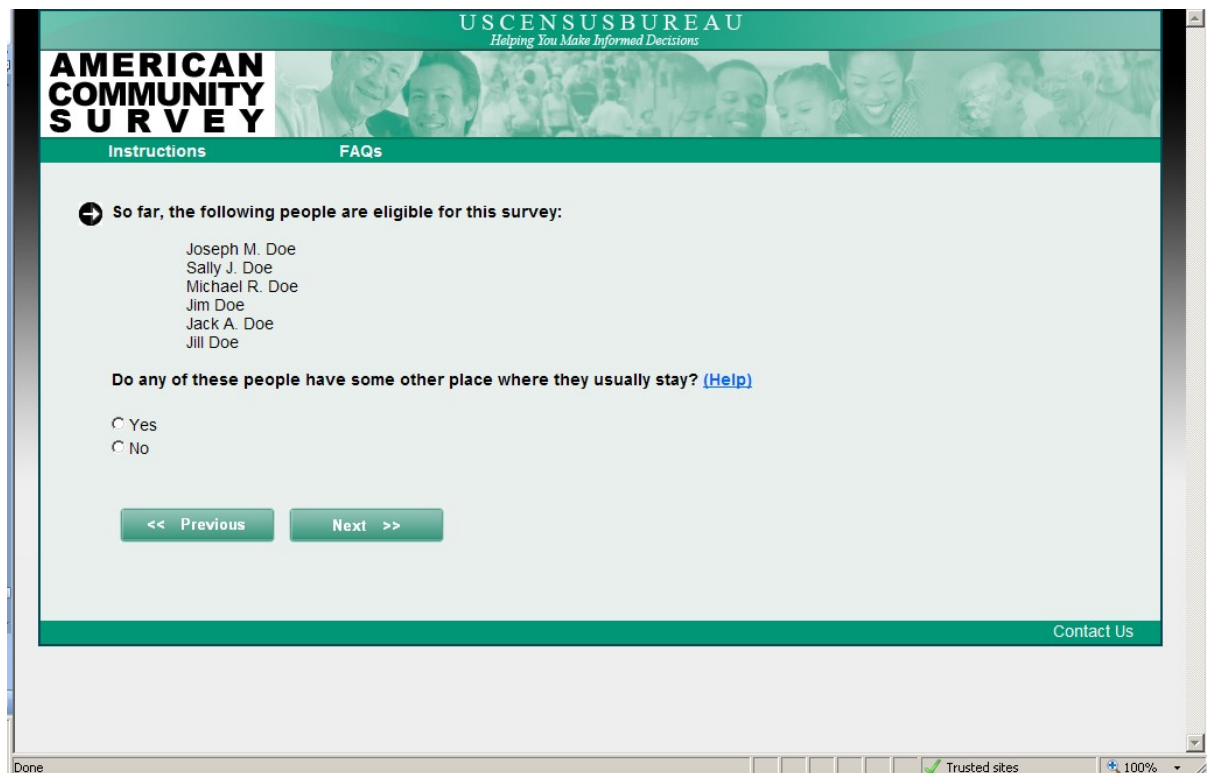 USCENSUSBUREAU
Helping You Make Informed Decisions
AMERICAN
COMMUNITY
SURVEY
Instructions FAQs
So far, the following people are eligible for this survey:
Joseph M. Doe
Sally J. Doe
Michael R. Doe
Jim Doe
Jack A. Doe
Jill Doe
Do any of these people have some other place where they usually stay? (Help)
Yes
No
<< Previous Next >>
Contact Us
Done Trusted sites 100%